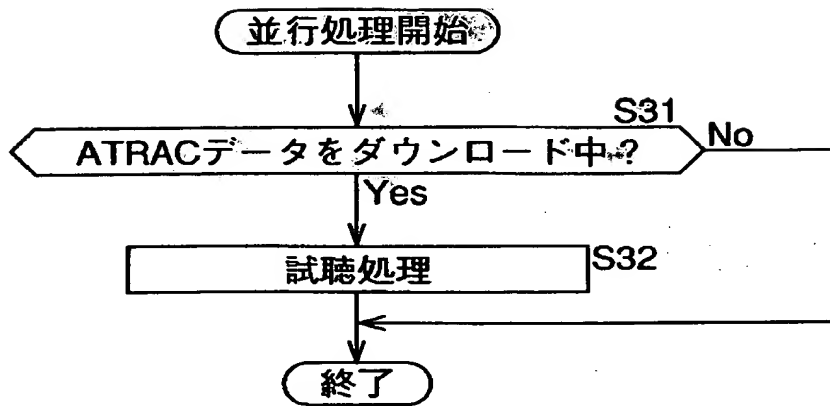 並行処理開始
S31
ATRACデータをダウンロード中?
No
Yes
試聴処理
S32
終了